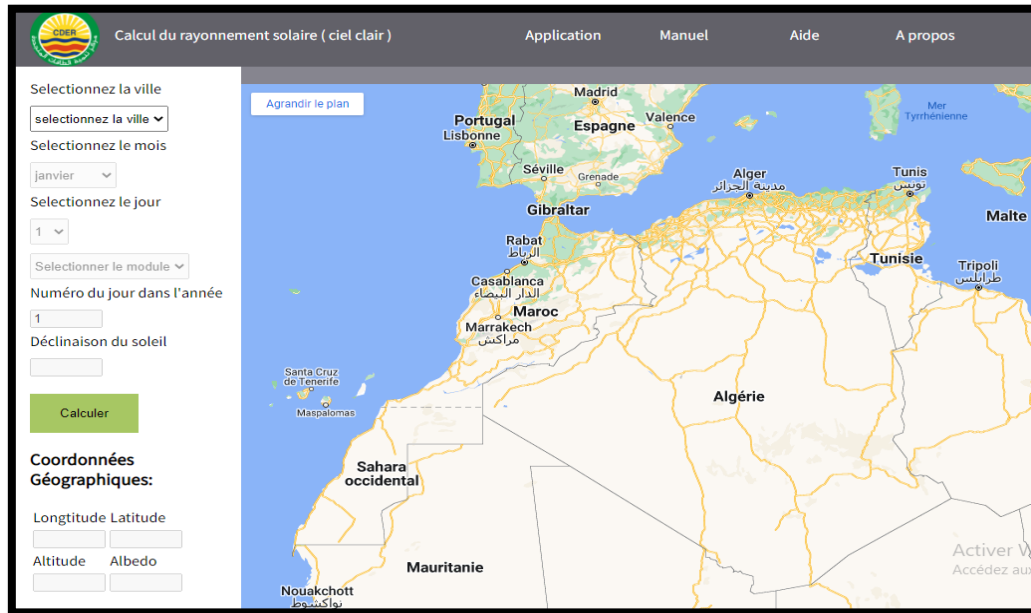 CDER
Calcul du rayonnement solaire ( ciel clair )
Application
Manuel
Aide
A propos
Selectionnez la ville
selectionnez la ville
Selectionnez le mois
janvier
Selectionnez le jour
1
Selectionner le module
Numéro du jour dans l'année
1
Déclinaison du soleil
Calculer
Coordonnées
Géographiques:
Longtitude Latitude
Altitude Albedo
Agrandir le plan
Madrid
Mer
Tyrrhénienne
Portugal
Valence
Espagne
Lisbonne
Séville
Grenade
Alger
مدينة الجزائر
Tunis
تونس
Gibraltar
Malte
Rabat
الرباط
Tunisie
Tripoli
طرابلس
Casablanca
الدار البيضاء
Maroc
Marrakech
مراكش
Santa Cruz
de Tenerife
Maspalomas
Algérie
Sahara
occidental
Mauritanie
Activer W
Accédez aux
Nouakchott
نواكشوط